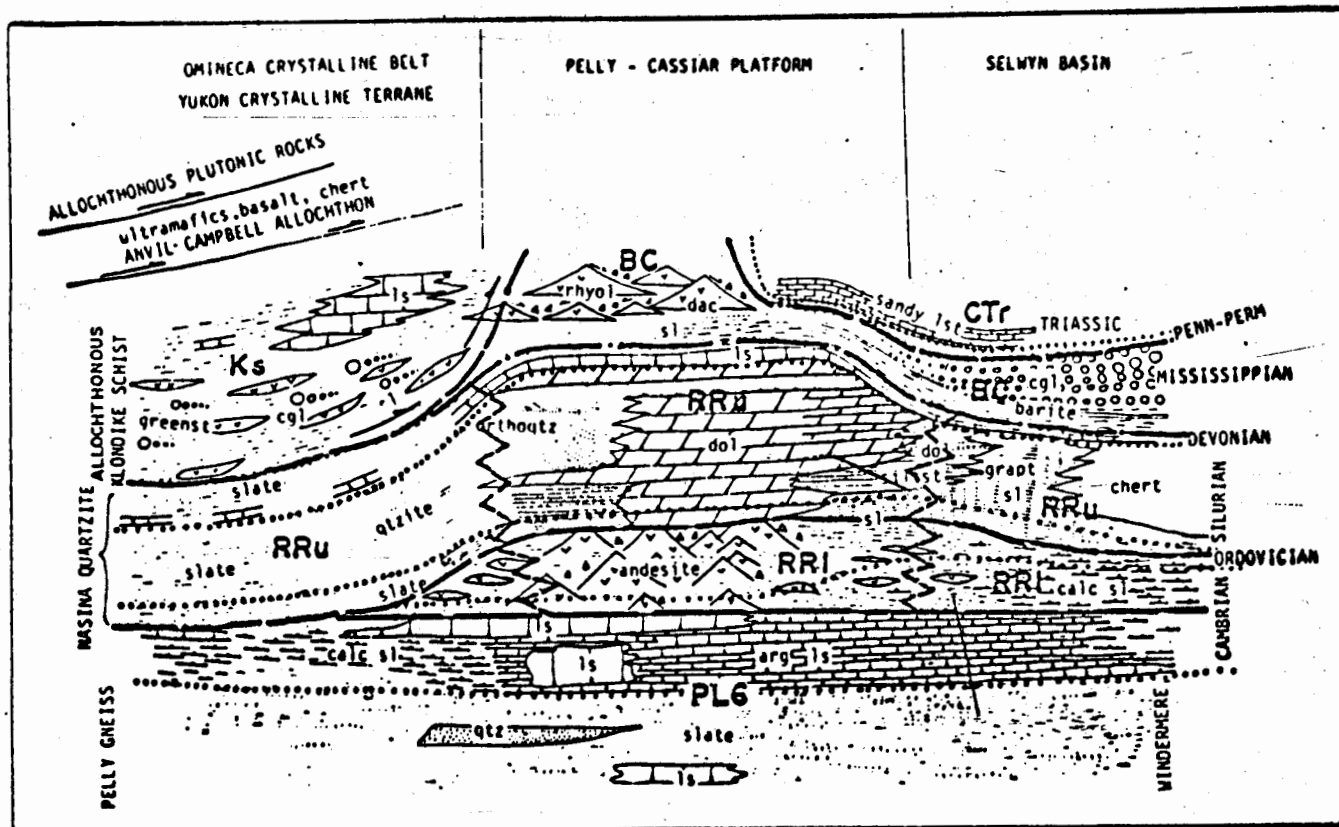 OMINECA CRYSTALLINE BELT
YUKON CRYSTALLINE TERRANE
PELLY - CASSIAR PLATFORM
SELWYN BASIN
ALLOCHTHONOUS PLUTONIC ROCKS
ultramafics, basalt, chert
ANVIL-CAMPBELL ALLOCHTHON
BC
rhyol
dac
ls
sl
sandy lst
CTr
TRIASSIC
PENN-PERM
Ks
ls
cgl
MISSISSIPPIAN
greenst
cgl
BC
barite
ALLOCHTHONOUS
KLONDIKE SCHIST
RRu
orthoqtz
dol
DEVONIAN
slate
dol
lst
grapt
sl
chert
qtzite
RRu
sl
RRu
SILURIAN
slate
slate
andesite
RRl
ORDOVICIAN
RRL
calc sl
NASINA QUARTZITE
ls
calc sl
ls
arg ls
CAMBRIAN
PL6
qtz
slate
ls
PELLY GNEISS
WINDERMERE